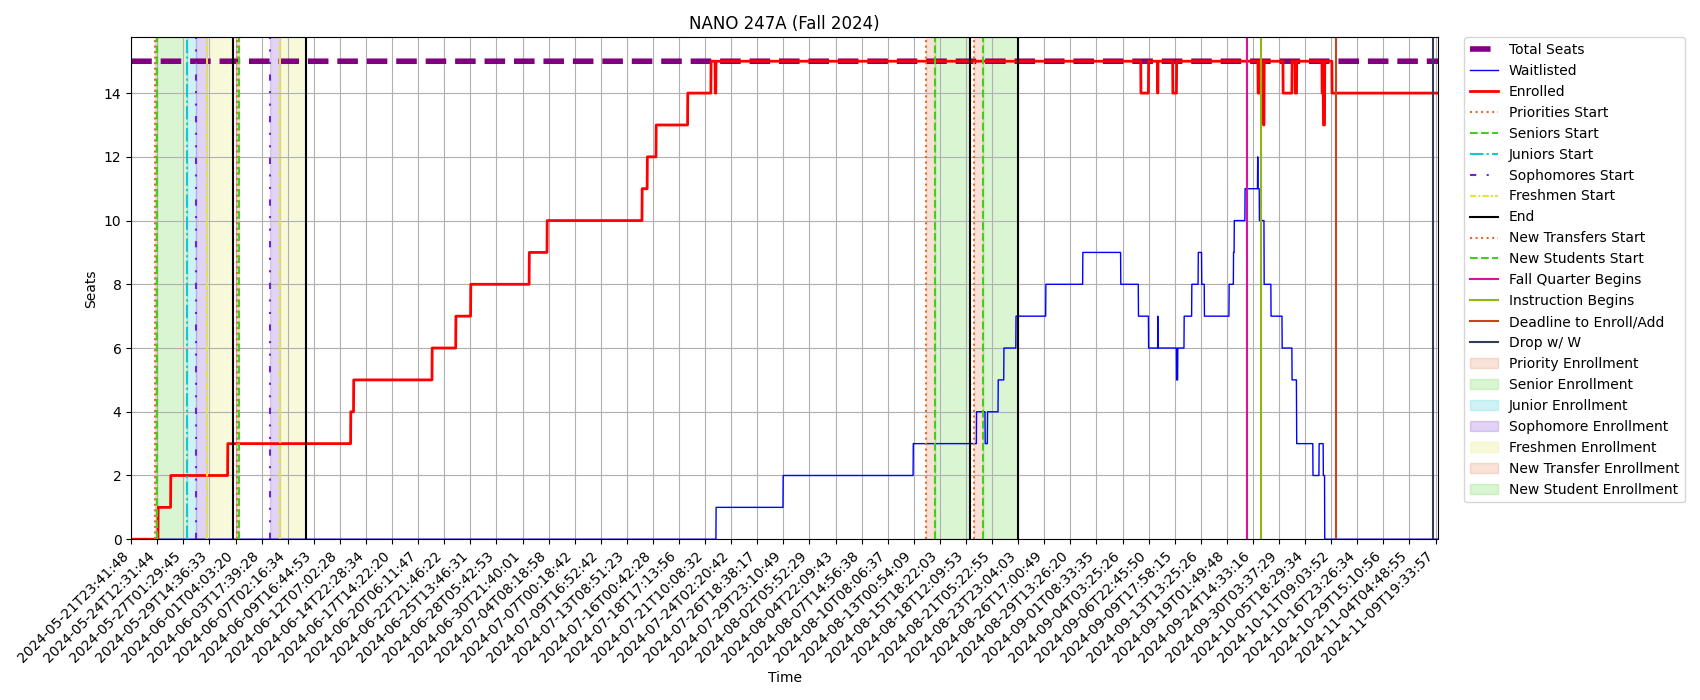 NANO 247A (Fall 2024)
Seats
14
12
10
8
6
4
2
0
2024-05-21T23:41:48
2024-05-24T12:31:44
2024-05-27T01:29:45
2024-05-29T14:36:33
2024-06-01T04:03:20
2024-06-03T17:39:28
2024-06-07T02:16:34
2024-06-09T16:44:53
2024-06-12T07:02:28
2024-06-14T22:28:34
2024-06-17T14:22:20
2024-06-20T06:11:47
2024-06-22T21:46:22
2024-06-25T13:46:31
2024-06-28T05:42:53
2024-06-30T21:40:01
2024-07-04T08:18:58
2024-07-07T00:18:42
2024-07-09T16:52:42
2024-07-13T08:51:23
2024-07-16T00:42:28
2024-07-18T17:13:56
2024-07-21T10:08:32
2024-07-24T02:20:42
2024-07-26T18:38:17
2024-07-29T23:10:49
2024-08-02T05:52:29
2024-08-04T22:09:43
2024-08-07T14:56:38
2024-08-10T08:06:37
2024-08-13T00:54:09
2024-08-15T18:22:03
2024-08-18T12:09:53
2024-08-21T05:22:55
2024-08-23T23:04:03
2024-08-26T17:00:49
2024-08-29T13:26:20
2024-09-01T08:33:35
2024-09-04T03:25:26
2024-09-06T22:45:50
2024-09-09T17:58:15
2024-09-13T13:25:26
2024-09-19T01:49:48
2024-09-24T14:33:16
2024-09-30T03:37:29
2024-10-05T18:29:34
2024-10-11T09:03:52
2024-10-16T23:26:34
2024-10-29T15:10:56
2024-11-04T04:48:55
2024-11-09T19:33:57
Time
Total Seats
Waitlisted
Enrolled
Priorities Start
Seniors Start
Juniors Start
Sophomores Start
Freshmen Start
End
New Transfers Start
New Students Start
Fall Quarter Begins
Instruction Begins
Deadline to Enroll/Add
Drop w/ W
Priority Enrollment
Senior Enrollment
Junior Enrollment
Sophomore Enrollment
Freshmen Enrollment
New Transfer Enrollment
New Student Enrollment